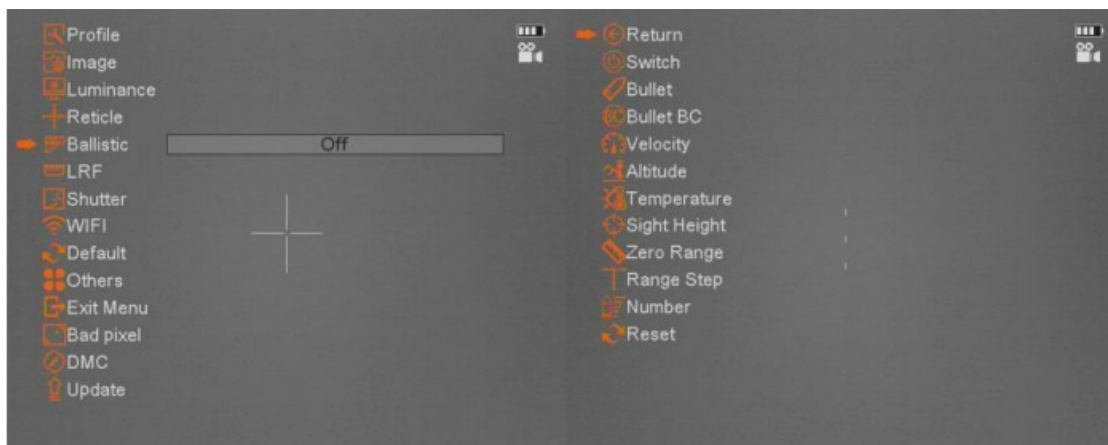 Profile
Image
Luminance
Reticle
Ballistic Off
LRF
Shutter
WIFI
Default
Others
Exit Menu
Bad pixel
DMC
Update
Return
Switch
Bullet
BC Bullet BC
Velocity
Altitude
Temperature
Sight Height
Zero Range
Range Step
Number
Reset